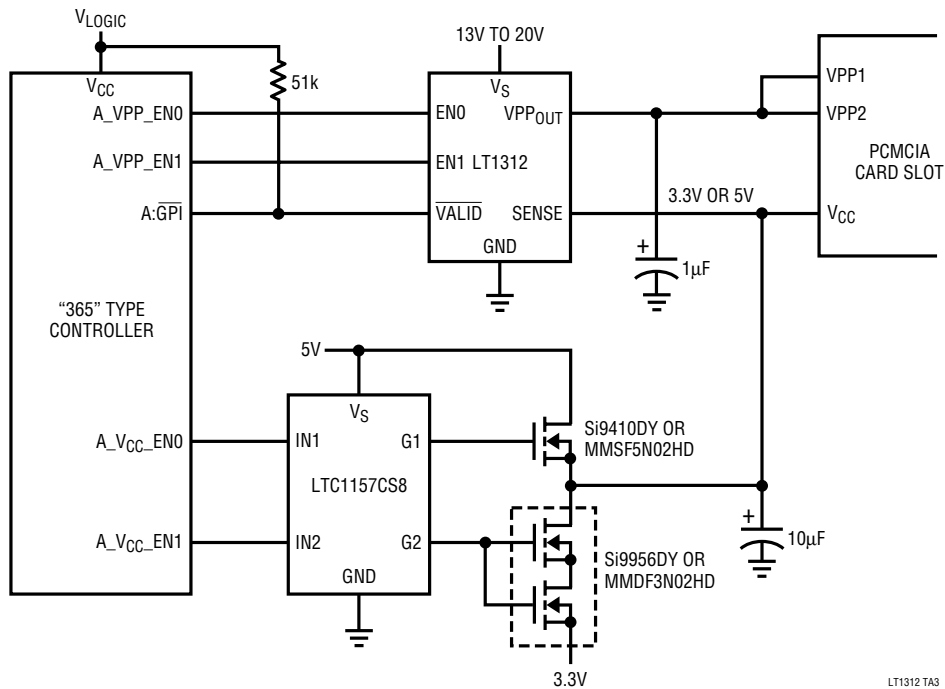 VLOGIC
VCC
51k
13V TO 20V
A_VPP_EN0
A_VPP_EN1
A:GPI
“365” TYPE
CONTROLLER
A_VCC_EN0
A_VCC_EN1
VS
EN0
VPPOUT
EN1 LT1312
VALID
SENSE
GND
VPP1
VPP2
PCMCIA
CARD SLOT
VCC
3.3V OR 5V
+
1µF
5V
VS
IN1
G1
LTC1157CS8
IN2
G2
GND
Si9410DY OR
MMSF5N02HD
Si9956DY OR
MMDF3N02HD
+
10µF
3.3V
LT1312 TA3